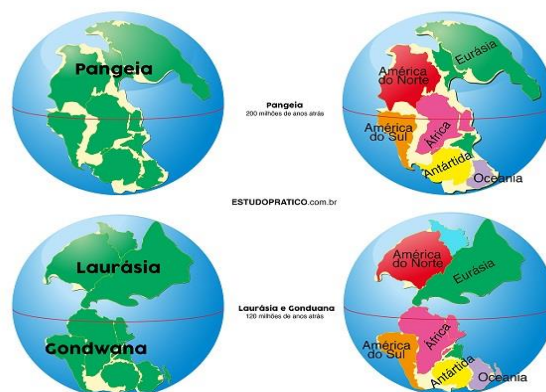 Pangeia
Pangeia
200 milhões de anos atrás
América
do Norte
Eurásia
América
do Sul
África
Antártida
Oceania
ESTUDOPRATICO.com.br
Laurásia
Gondwana
Laurásia e Gonduana
120 milhões de anos atrás
América
do Norte
Eurásia
América
do Sul
África
Antártida
Oceania